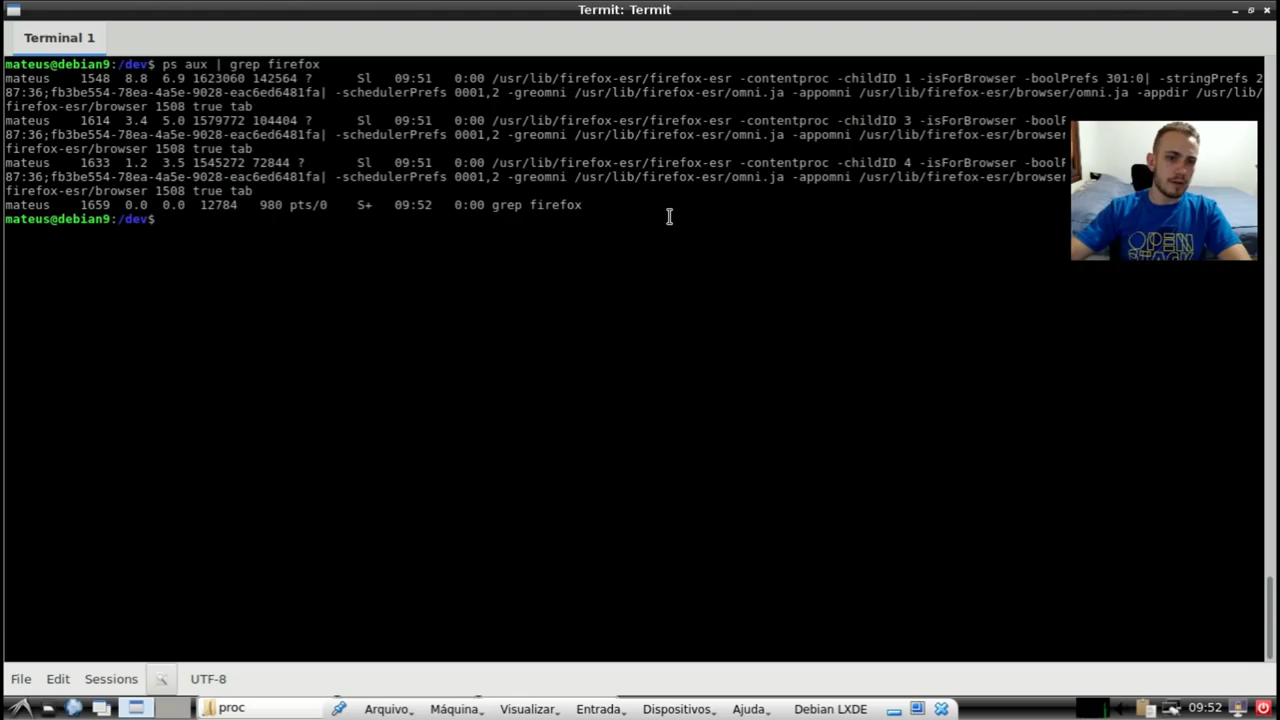 Termit: Termit
Terminal 1
mateus@debian9:/dev$ ps aux | grep firefox
mateus    1548  8.8  6.9 1623060 142564 ?      Sl   09:51   0:00 /usr/lib/firefox-esr/firefox-esr -contentproc -childID 1 -isForBrowser -boolPrefs 301:0| -stringPrefs 2
87:36;fb3be554-78ea-4a5e-9028-eac6ed6481fa| -schedulerPrefs 0001,2 -greomni /usr/lib/firefox-esr/omni.ja -appomni /usr/lib/firefox-esr/browser/omni.ja -appdir /usr/lib/
firefox-esr/browser 1508 true tab
mateus    1614  3.4  5.0 1579772 104404 ?      Sl   09:51   0:00 /usr/lib/firefox-esr/firefox-esr -contentproc -childID 3 -isForBrowser
87:36;fb3be554-78ea-4a5e-9028-eac6ed6481fa| -schedulerPrefs 0001,2 -greomni /usr/lib/firefox-esr/omni.ja -appomni /usr/lib/firefox-esr/browser
firefox-esr/browser 1508 true tab
mateus    1633  1.2  3.5 1545272 72844 ?       Sl   09:51   0:00 /usr/lib/firefox-esr/firefox-esr -contentproc -childID 4 -isForBrowser
87:36;fb3be554-78ea-4a5e-9028-eac6ed6481fa| -schedulerPrefs 0001,2 -greomni /usr/lib/firefox-esr/omni.ja -appomni /usr/lib/firefox-esr/browser
firefox-esr/browser 1508 true tab
mateus    1659  0.0  0.0  12784   980 pts/0    S+   09:52   0:00 grep firefox
mateus@debian9:/dev$
OPEN
STACK
File Edit Sessions UTF-8
proc Arquivo Máquina Visualizar Entrada Dispositivos Ajuda Debian LXDE 09:52